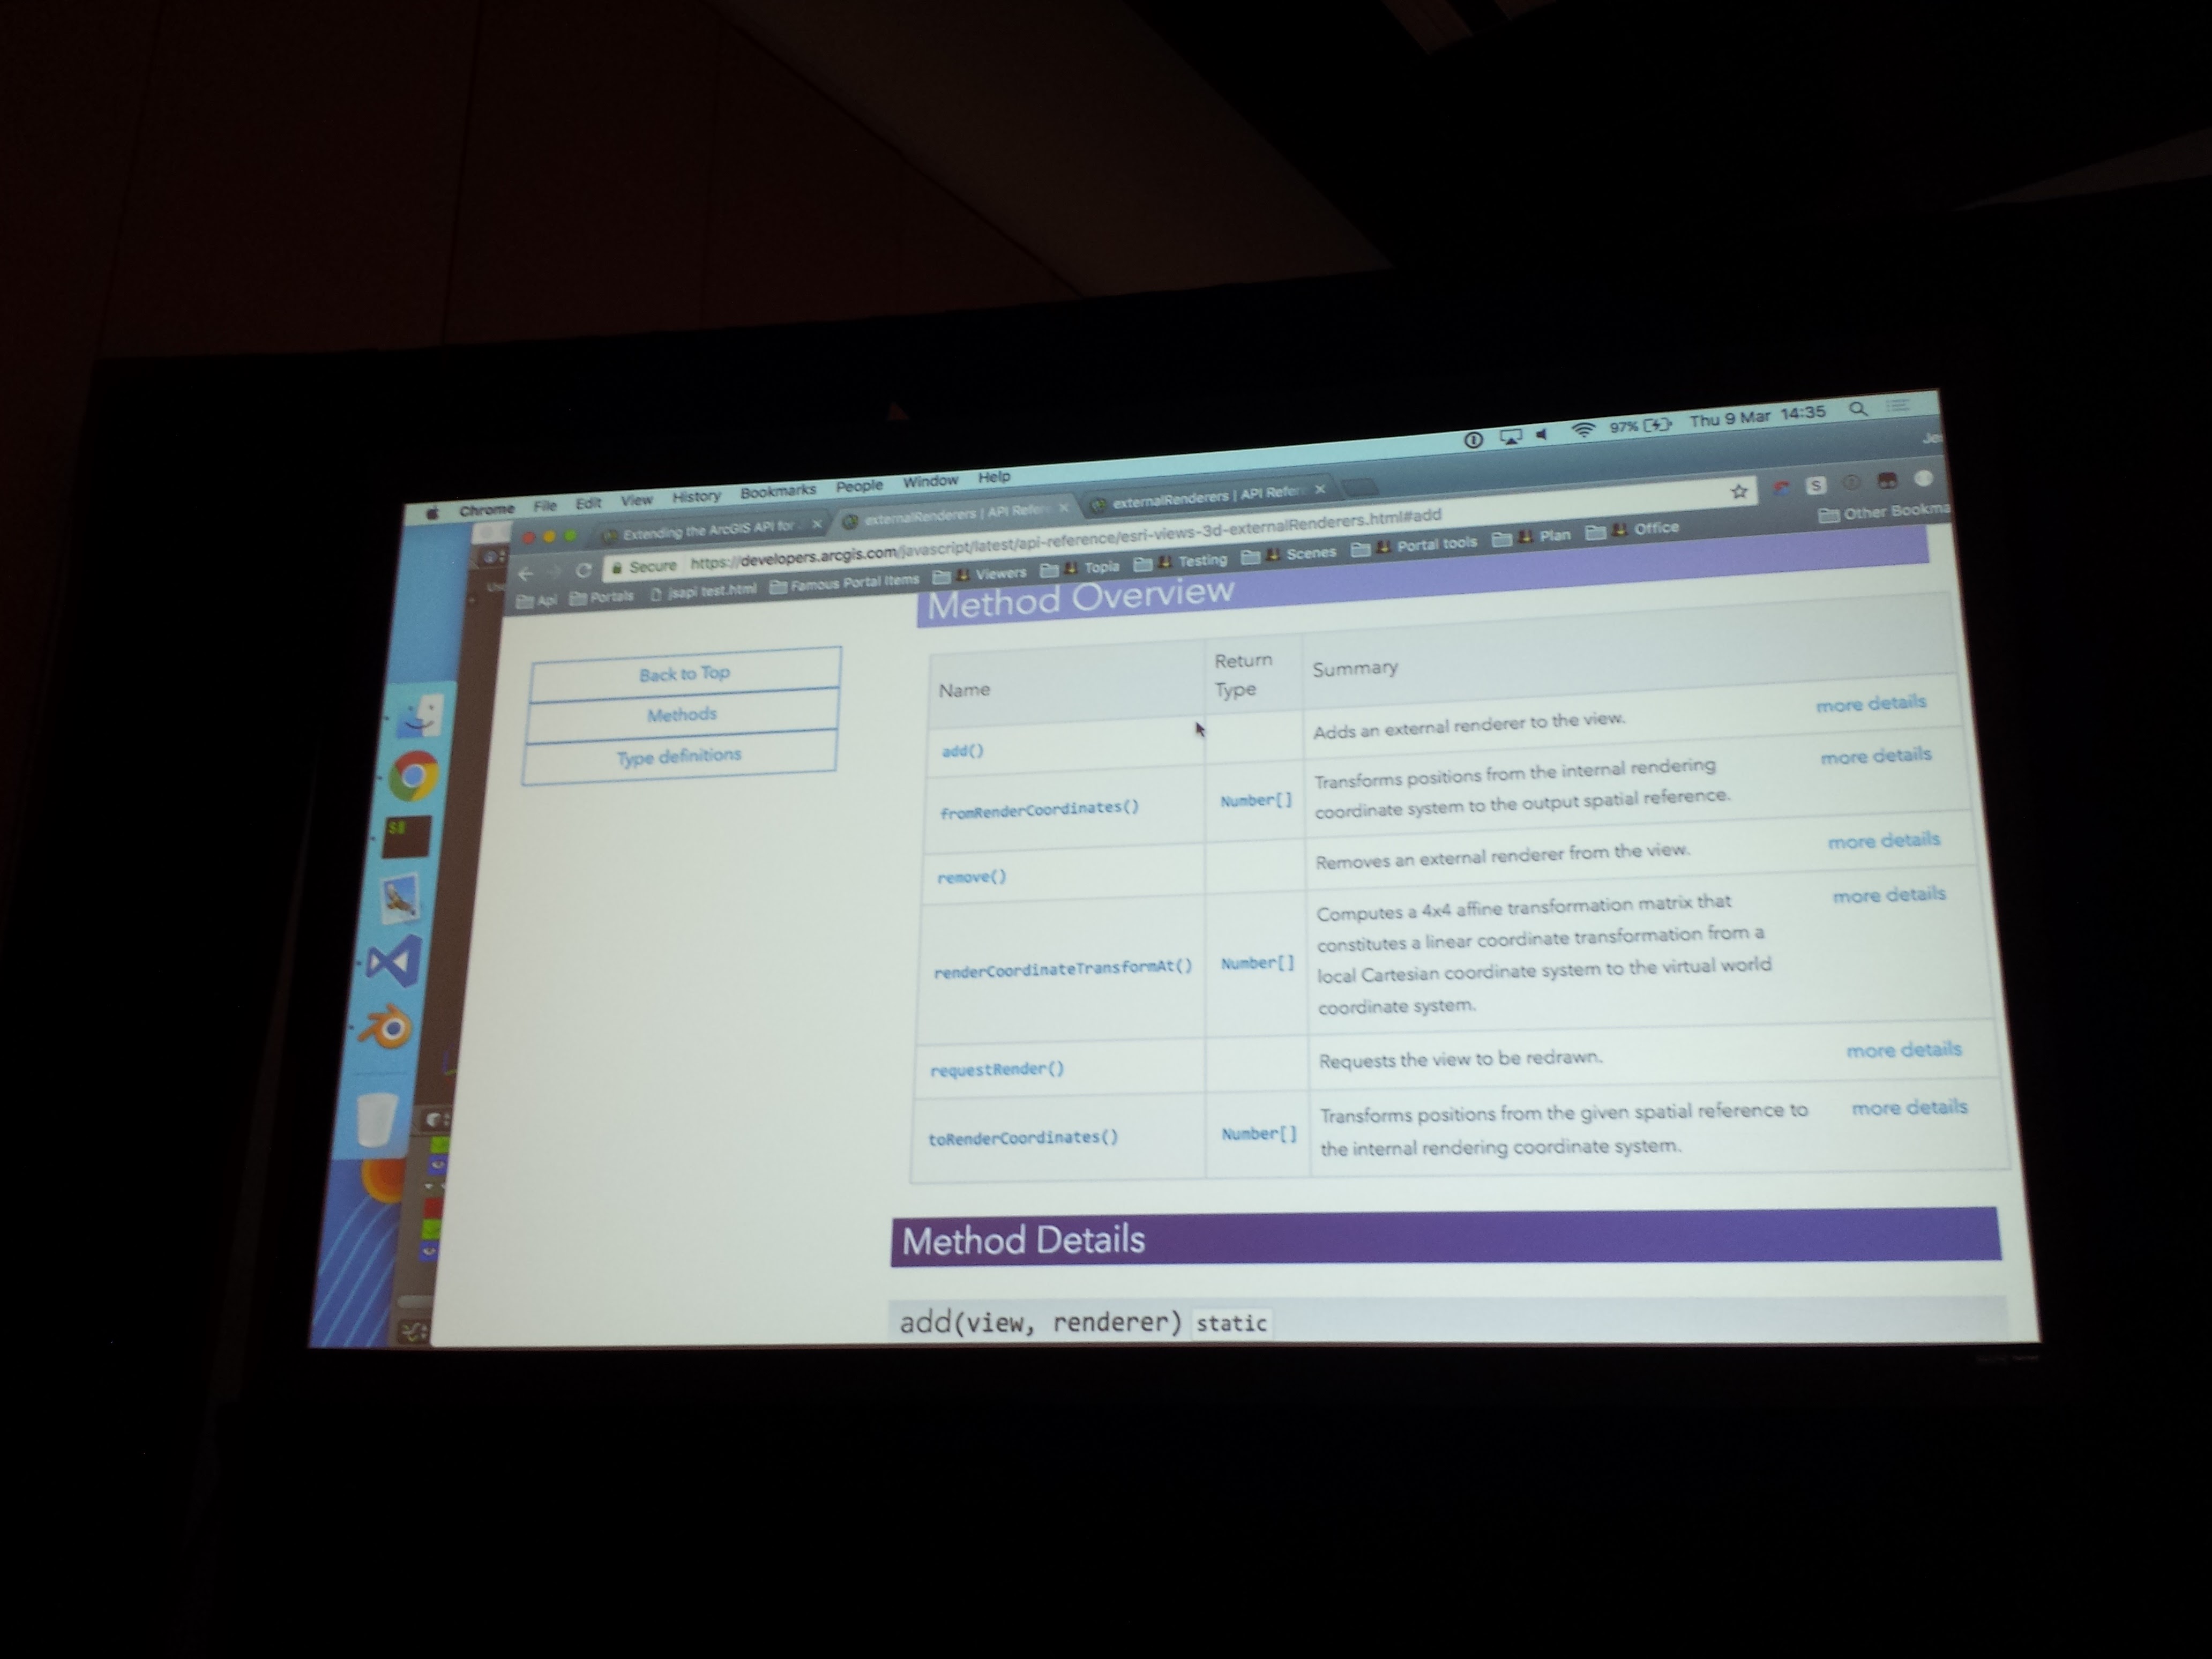 Chrome File Edit View History Bookmarks People Window Help 97% Thu 9 Mar 14:35
Extending the ArcGIS API for
externalRenderers | API Refer
externalRenderers | API Refer
Secure https://developers.arcgis.com/javascript/latest/api-reference/esri-views-3d-externalRenderers.html#add
Api Portals jsapi test.html Famous Portal Items Viewers Topia Testing Scenes Portal tools Plan Office Other Bookma
Back to Top
Methods
Type definitions
Method Overview
Name Return Type Summary
add() Adds an external renderer to the view. more details
fromRenderCoordinates() Number[] Transforms positions from the internal rendering more details
coordinate system to the output spatial reference.
remove() Removes an external renderer from the view. more details
renderCoordinateTransformAt() Number[] Computes a 4x4 affine transformation matrix that more details
constitutes a linear coordinate transformation from a
local Cartesian coordinate system to the virtual world
coordinate system.
requestRender() Requests the view to be redrawn. more details
toRenderCoordinates() Number[] Transforms positions from the given spatial reference to more details
the internal rendering coordinate system.
Method Details
add(view, renderer) static